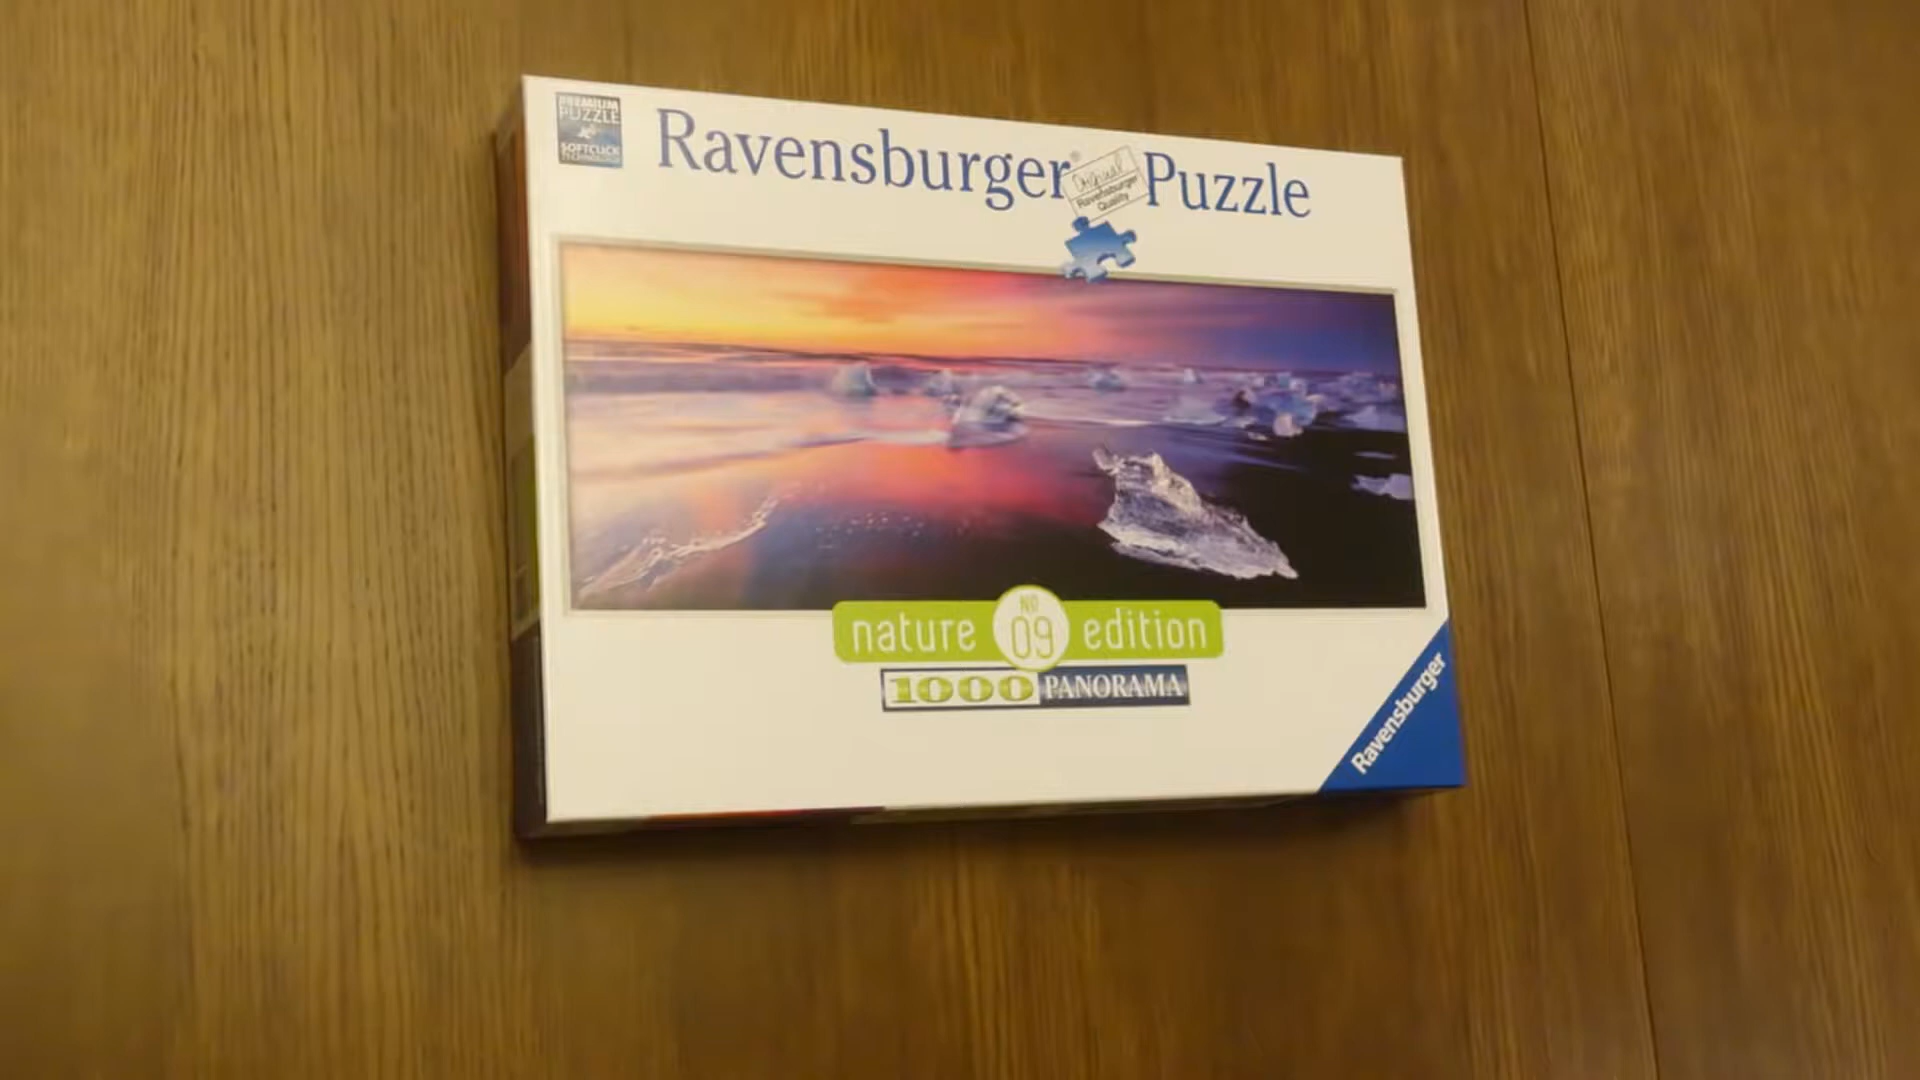 PREMIUM
PUZZLE
SOFTCLICK
TECHNOLOGY
Ravensburger® Puzzle
Original
Ravensburger
Quality
nature No 09 edition
1000 PANORAMA
Ravensburger